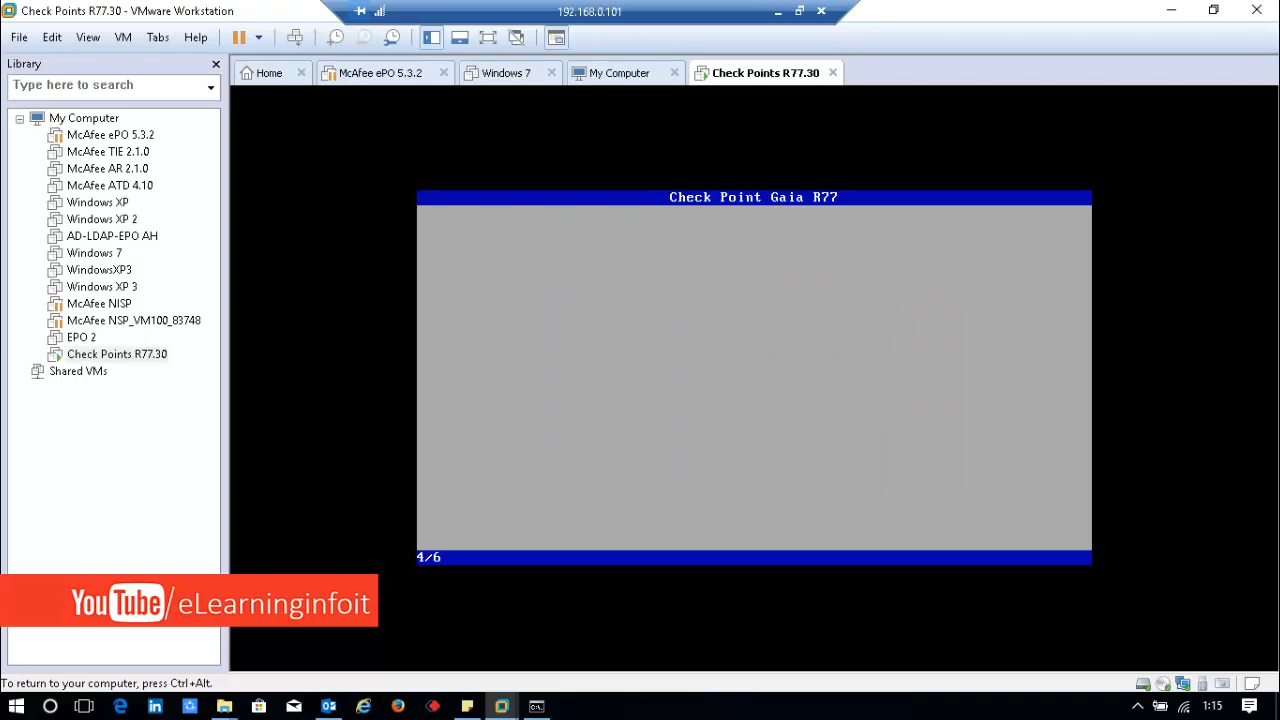 Check Points R77.30 - VMware Workstation
192.168.0.101
File Edit View VM Tabs Help
Library
Type here to search
Home
McAfee ePO 5.3.2
Windows 7
My Computer
Check Points R77.30
My Computer
McAfee ePO 5.3.2
McAfee TIE 2.1.0
McAfee AR 2.1.0
McAfee ATD 4.10
Windows XP
Windows XP 2
AD-LDAP-EPO AH
Windows 7
WindowsXP3
Windows XP 3
McAfee NISP
McAfee NSP_VM100_83748
EPO 2
Check Points R77.30
Shared VMs
Check Point Gaia R77
4/6
YouTube/eLearninginfoit
To return to your computer, press Ctrl+Alt.
1:15